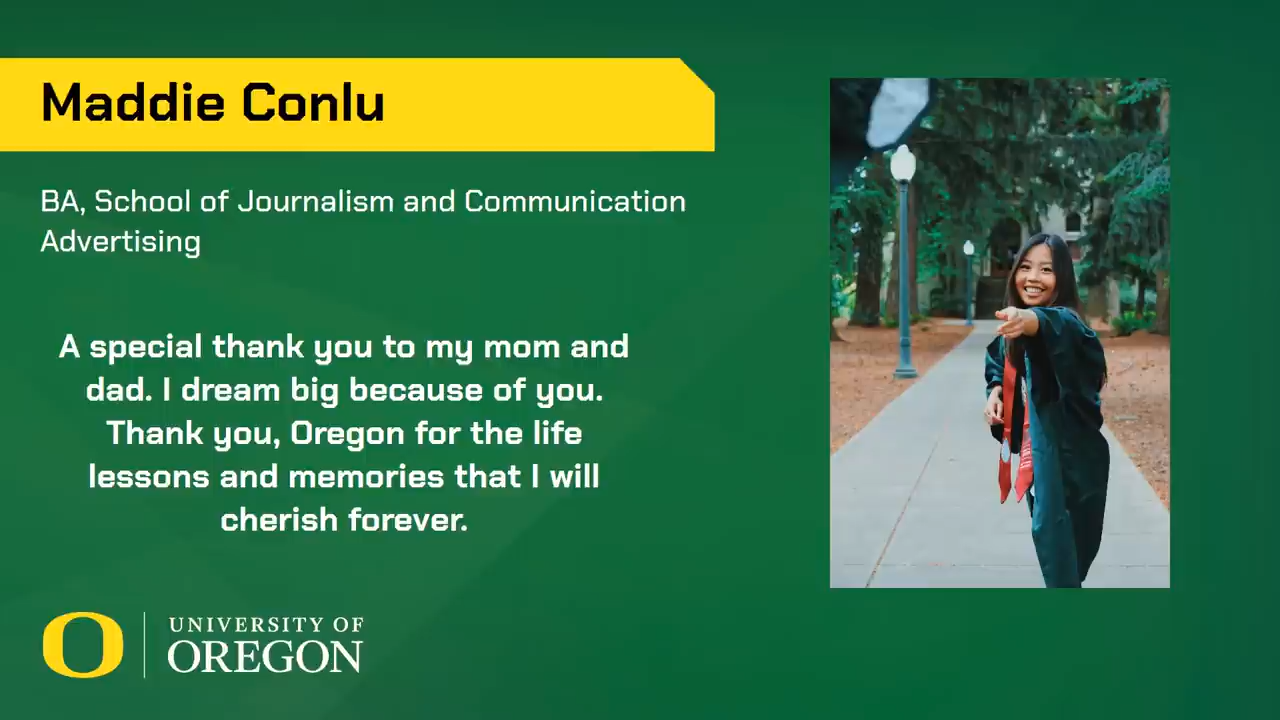 Maddie Conlu
BA, School of Journalism and Communication
Advertising
A special thank you to my mom and
dad. I dream big because of you.
Thank you, Oregon for the life
lessons and memories that I will
cherish forever.
O
UNIVERSITY OF
OREGON